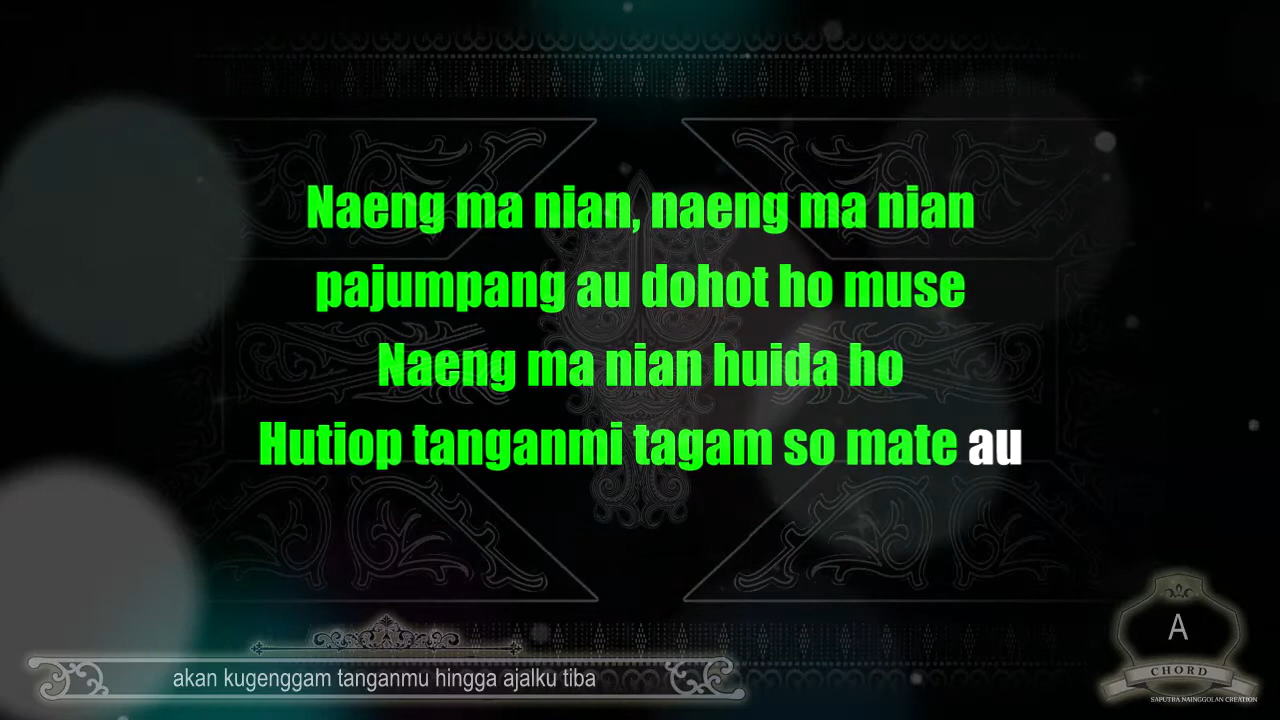 Naeng ma nian, naeng ma nian
pajumpang au dohot ho muse
Naeng ma nian huida ho
Hutiop tanganmi tagam so mate au
akan kugenggam tanganmu hingga ajalku tiba
A
CHORD
SAPUTRA NAINGGOLAN CREATION